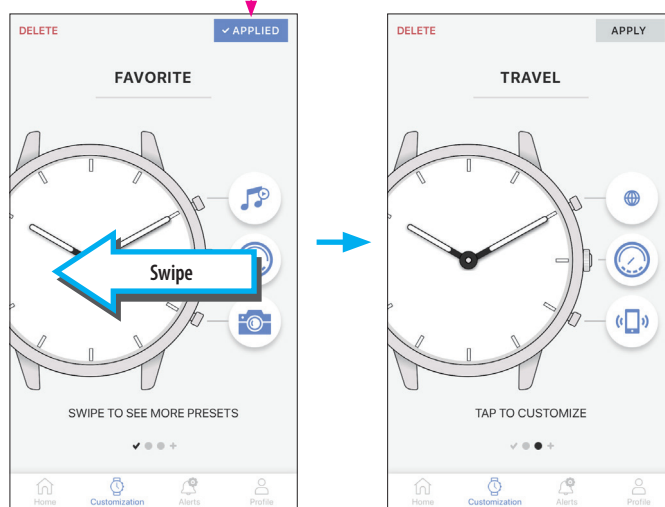 DELETE
✔ APPLIED
FAVORITE
Swipe
SWIPE TO SEE MORE PRESETS
Home
Customization
Alerts
Profile
DELETE
APPLY
TRAVEL
TAP TO CUSTOMIZE
Home
Customization
Alerts
Profile